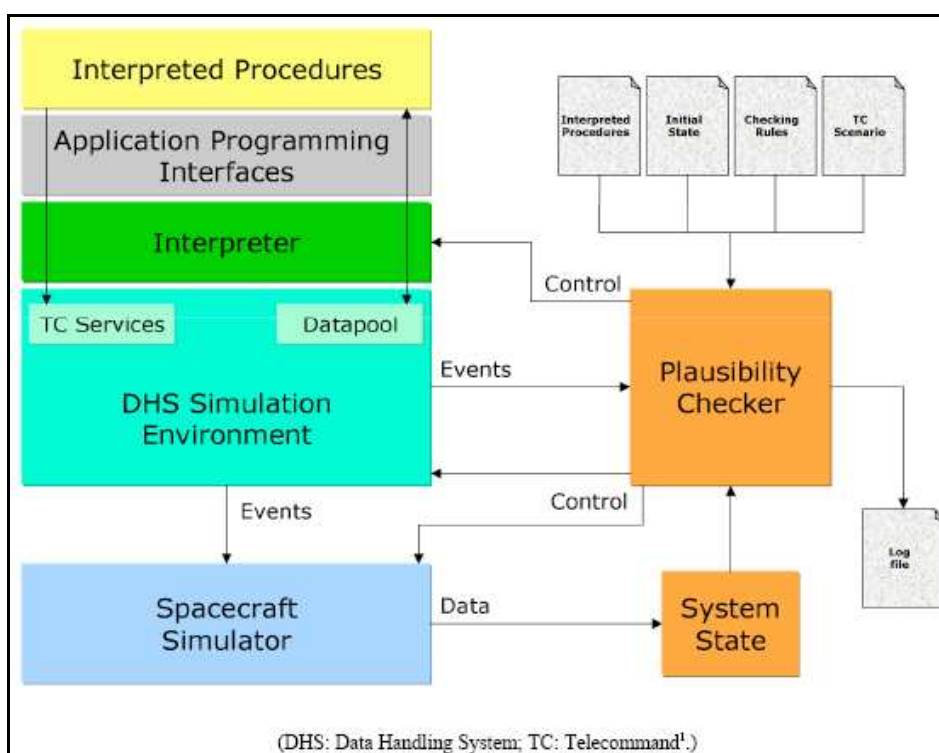 Interpreted Procedures
Application Programming
Interfaces
Interpreter
TC Services
Datapool
DHS Simulation
Environment
Interpreted
Procedures
Initial
State
Checking
Rules
TC
Scenario
Control
Events
Plausibility
Checker
Control
Events
Log
file
Spacecraft
Simulator
Data
System
State
(DHS: Data Handling System; TC: Telecommand¹.)